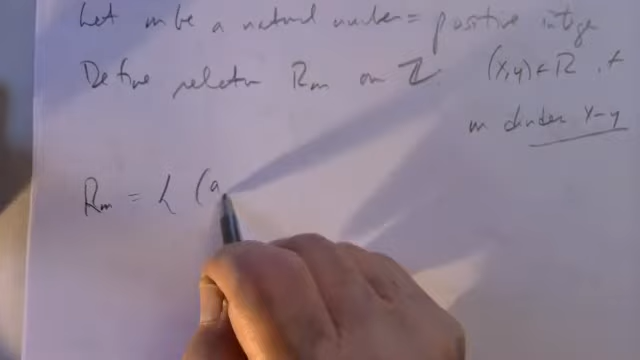 Let m be a natural number = positive integer
Define relation Rm on ℤ (x,y) ∈ R if
m divides x-y
Rm = { (a